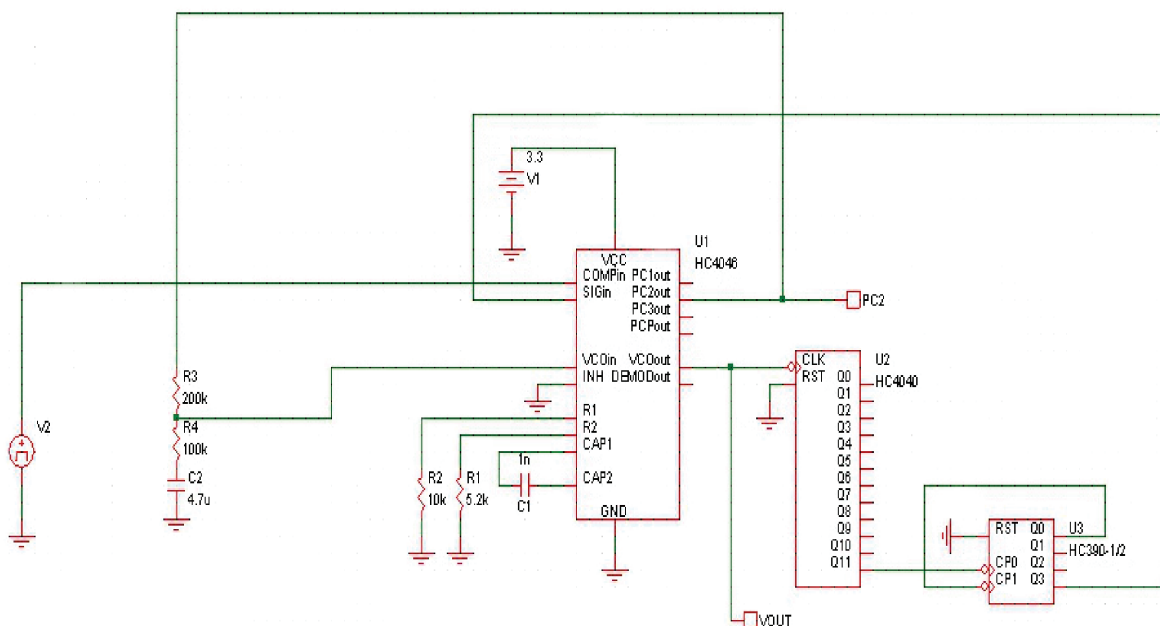 3.3
V1
U1
HC4046
VCC
COMPin PC1out
SIGin PC2out
PC3out
PCPout
PC2
VCOin VCOout
INH DEMODout
R1
R2
CAP1
CAP2
GND
CLK
RST Q0
Q1
Q2
Q3
Q4
Q5
Q6
Q7
Q8
Q9
Q10
Q11
U2
HC4040
R3
200k
R4
100k
C2
4.7u
V2
R2
10k
R1
5.2k
1n
C1
RST Q0
Q1
CP0 Q2
CP1 Q3
U3
HC390-1/2
VOUT